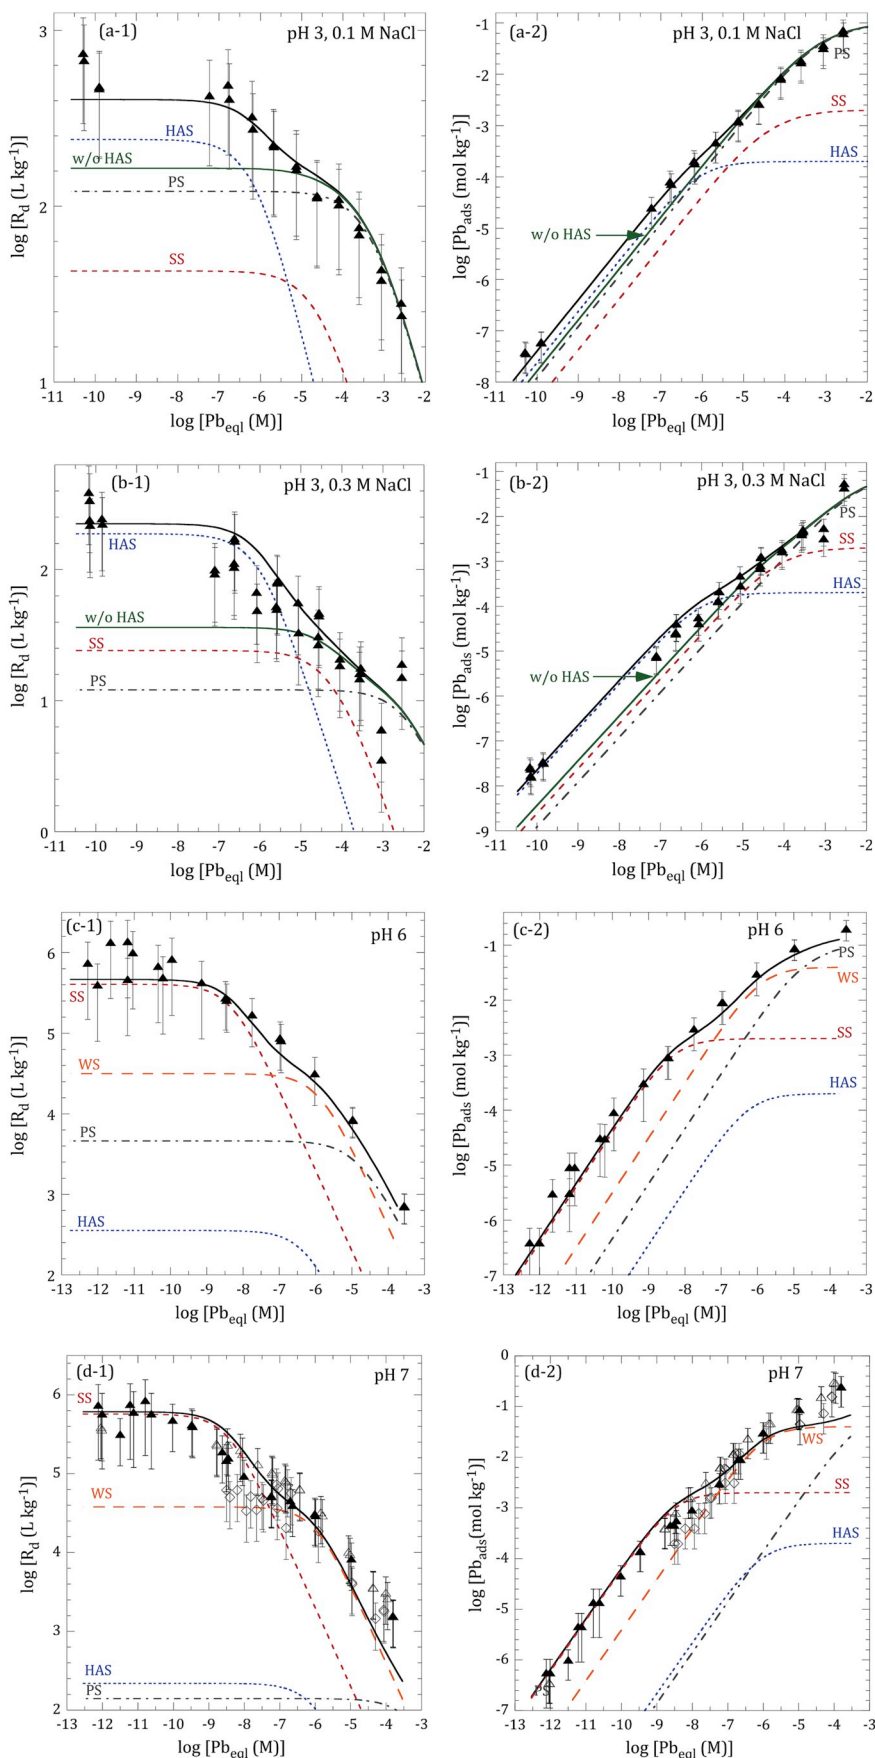 (a-1)
pH 3, 0.1 M NaCl
3
2
1
HAS
w/o HAS
PS
SS
log [Rd (L kg-1)]
-11 -10 -9 -8 -7 -6 -5 -4 -3 -2
log [Pbeql (M)]
(a-2)
pH 3, 0.1 M NaCl
-1
-2
-3
-4
-5
-6
-7
-8
PS
SS
HAS
w/o HAS
log [Pbads (mol kg-1)]
-11 -10 -9 -8 -7 -6 -5 -4 -3 -2
log [Pbeql (M)]
(b-1)
pH 3, 0.3 M NaCl
2
1
0
HAS
w/o HAS
SS
PS
log [Rd (L kg-1)]
-11 -10 -9 -8 -7 -6 -5 -4 -3 -2
log [Pbeql (M)]
(b-2)
pH 3, 0.3 M NaCl
-1
-2
-3
-4
-5
-6
-7
-8
-9
PS
SS
HAS
w/o HAS
log [Pbads (mol kg-1)]
-11 -10 -9 -8 -7 -6 -5 -4 -3 -2
log [Pbeql (M)]
(c-1)
pH 6
6
5
4
3
2
SS
WS
PS
HAS
log [Rd (L kg-1)]
-13 -12 -11 -10 -9 -8 -7 -6 -5 -4 -3
log [Pbeql (M)]
(c-2)
pH 6
-1
-2
-3
-4
-5
-6
-7
PS
WS
SS
HAS
log [Pbads (mol kg-1)]
-13 -12 -11 -10 -9 -8 -7 -6 -5 -4 -3
log [Pbeql (M)]
(d-1)
pH 7
6
5
4
3
2
SS
WS
HAS
PS
log [Rd (L kg-1)]
-13 -12 -11 -10 -9 -8 -7 -6 -5 -4 -3
log [Pbeql (M)]
(d-2)
pH 7
0
-1
-2
-3
-4
-5
-6
-7
WS
SS
HAS
PS
log [Pbads(mol kg-1)]
-13 -12 -11 -10 -9 -8 -7 -6 -5 -4 -3
log [Pbeql (M)]